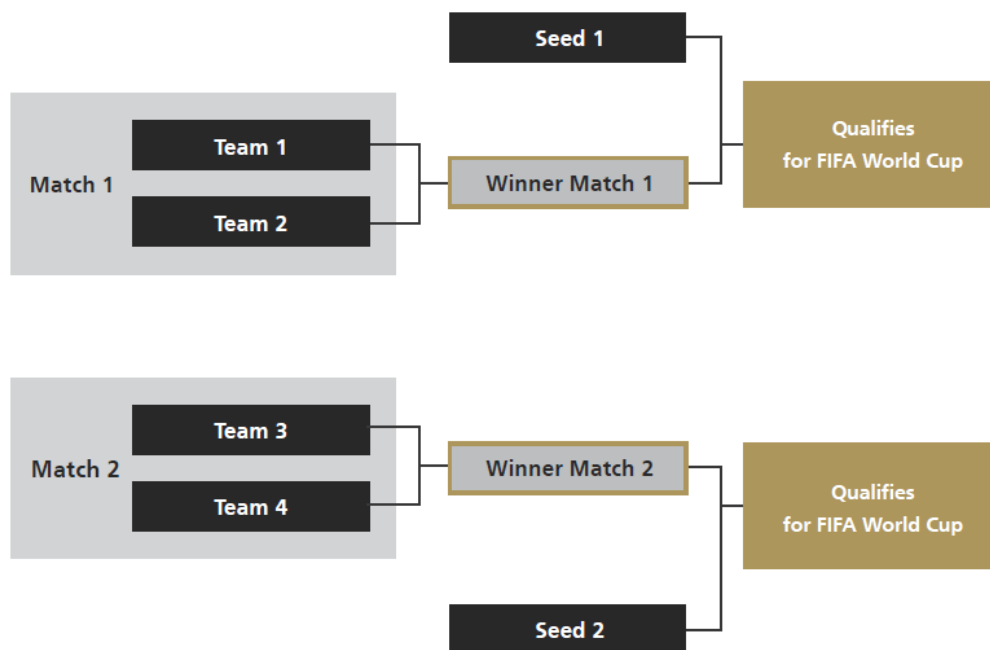 Seed 1
Match 1
Team 1
Team 2
Winner Match 1
Qualifies
for FIFA World Cup
Match 2
Team 3
Team 4
Winner Match 2
Qualifies
for FIFA World Cup
Seed 2